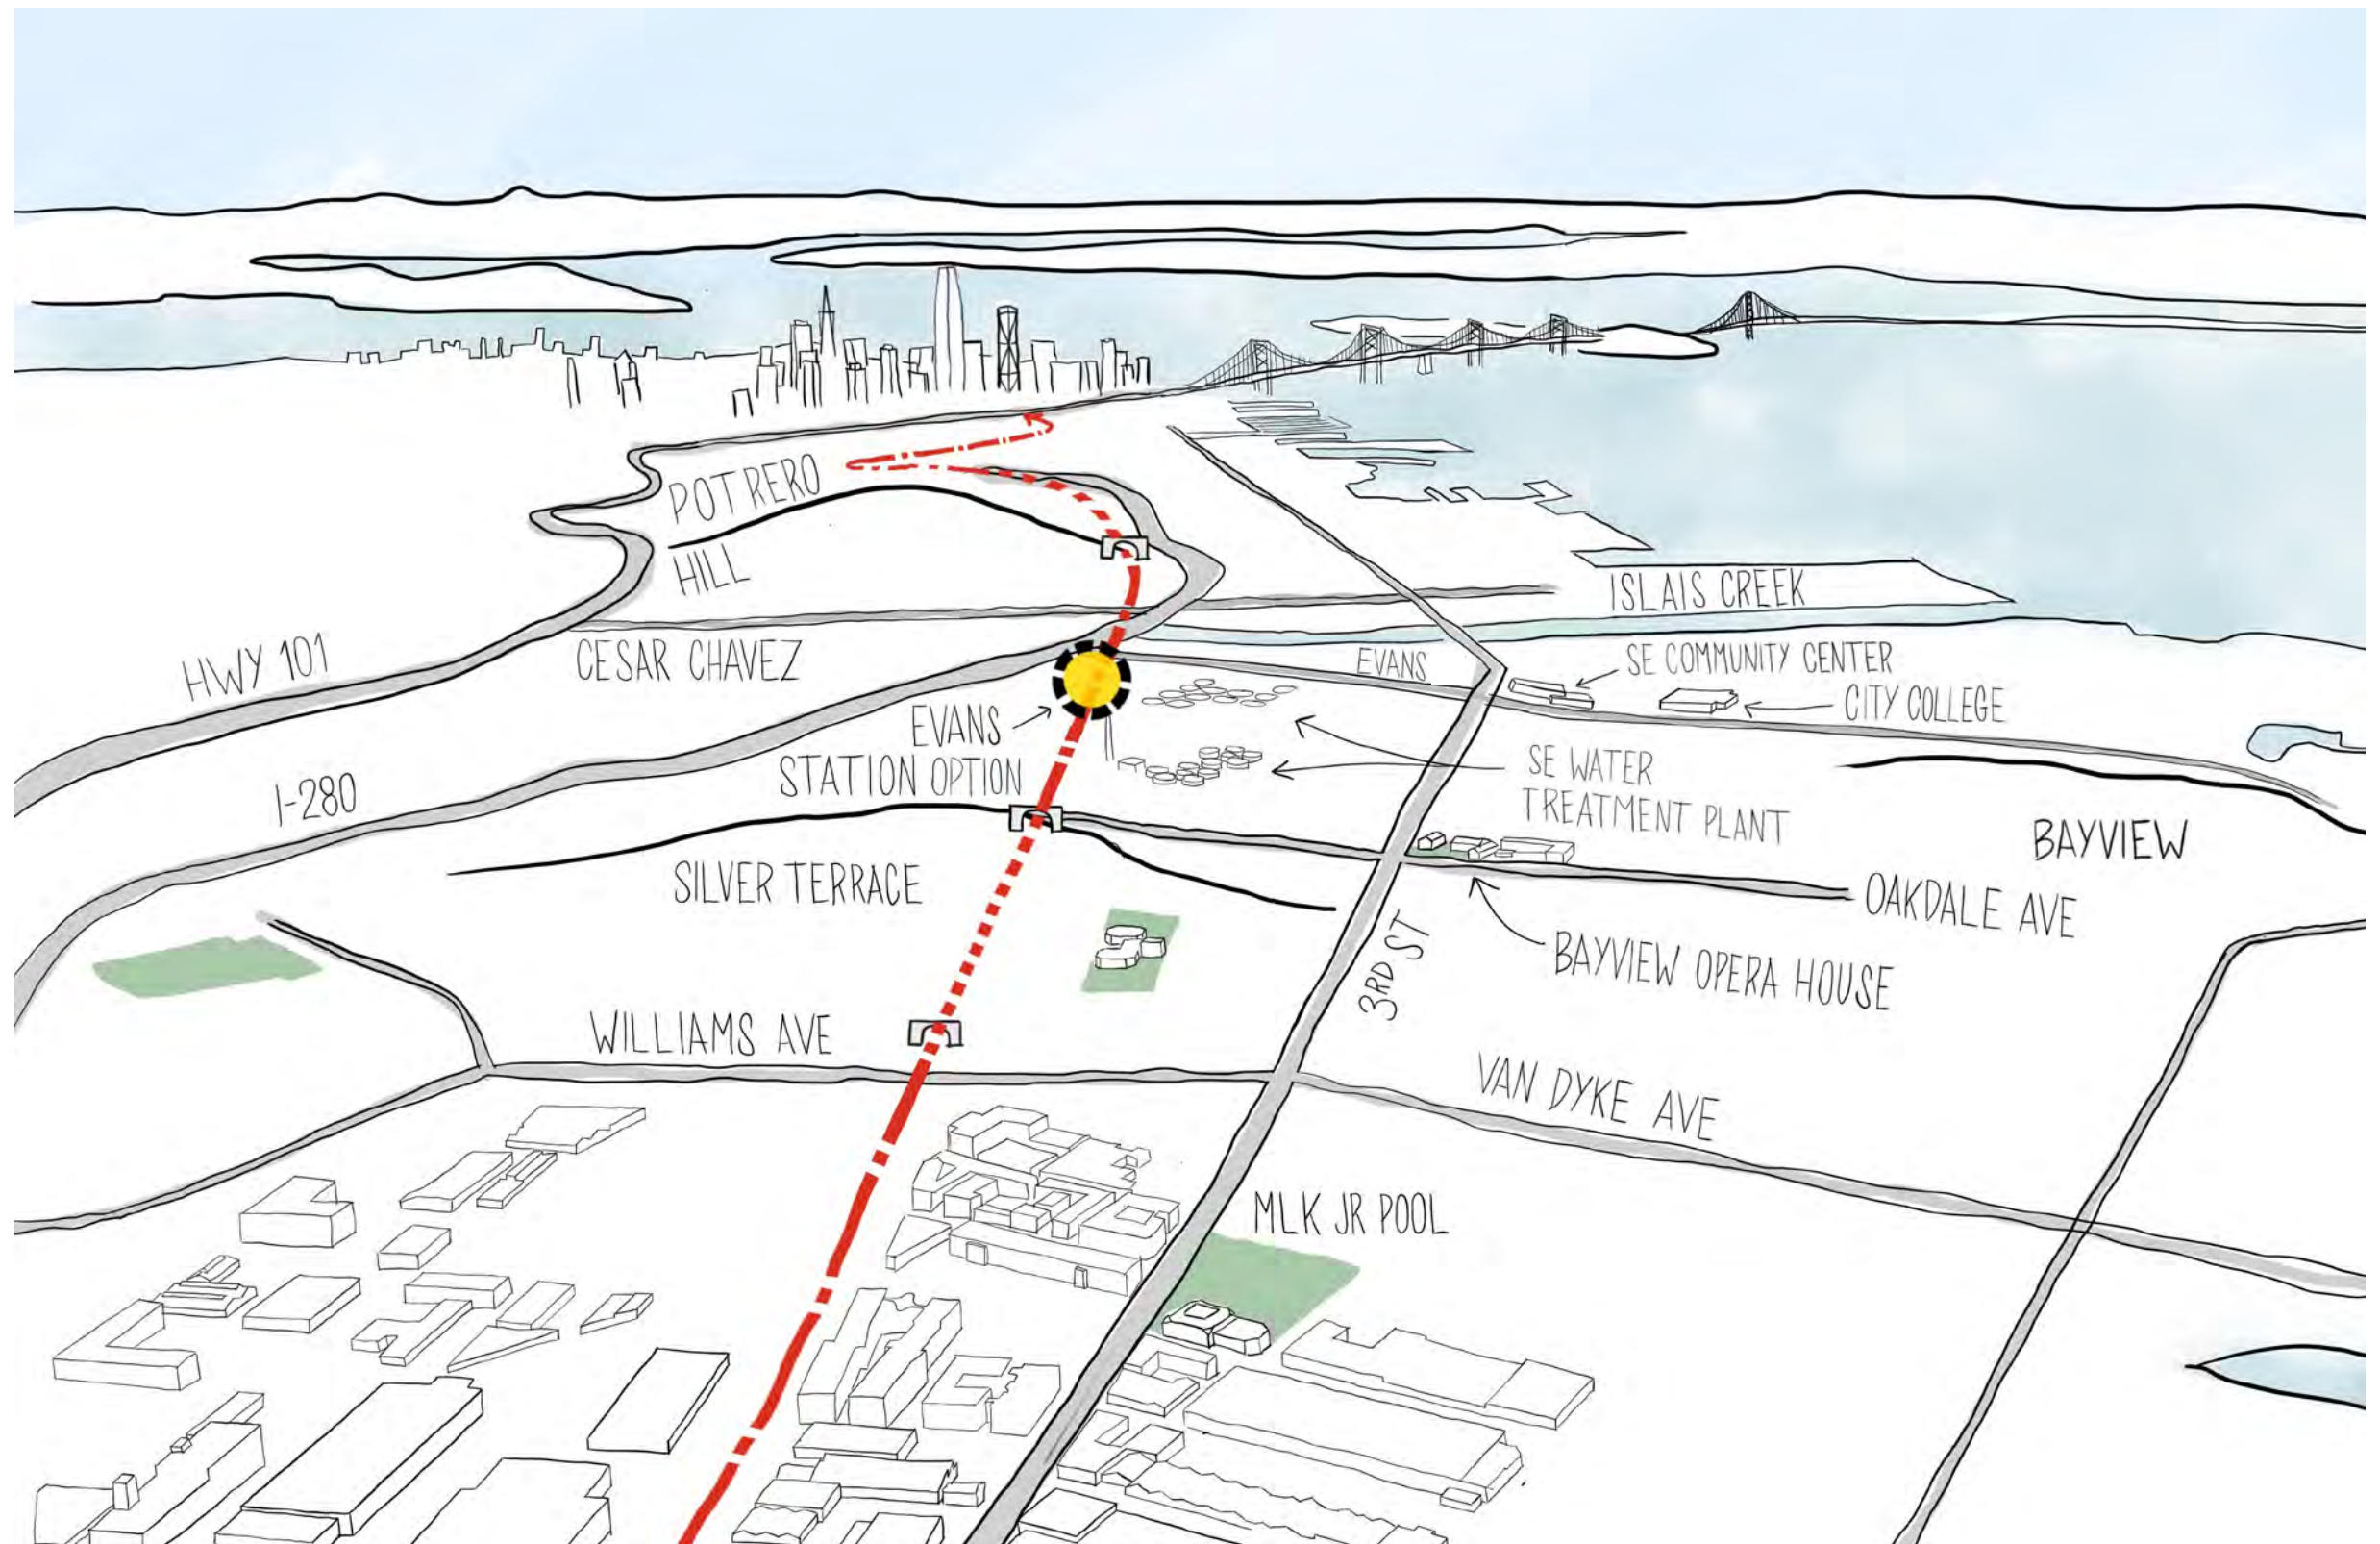 POTRERO
HILL
ISLAIS CREEK
HWY 101
CESAR CHAVEZ
EVANS
SE COMMUNITY CENTER
CITY COLLEGE
EVANS
STATION OPTION
SE WATER
TREATMENT PLANT
I-280
BAYVIEW
SILVER TERRACE
OAKDALE AVE
3RD ST
BAYVIEW OPERA HOUSE
WILLIAMS AVE
VAN DYKE AVE
MLK JR POOL